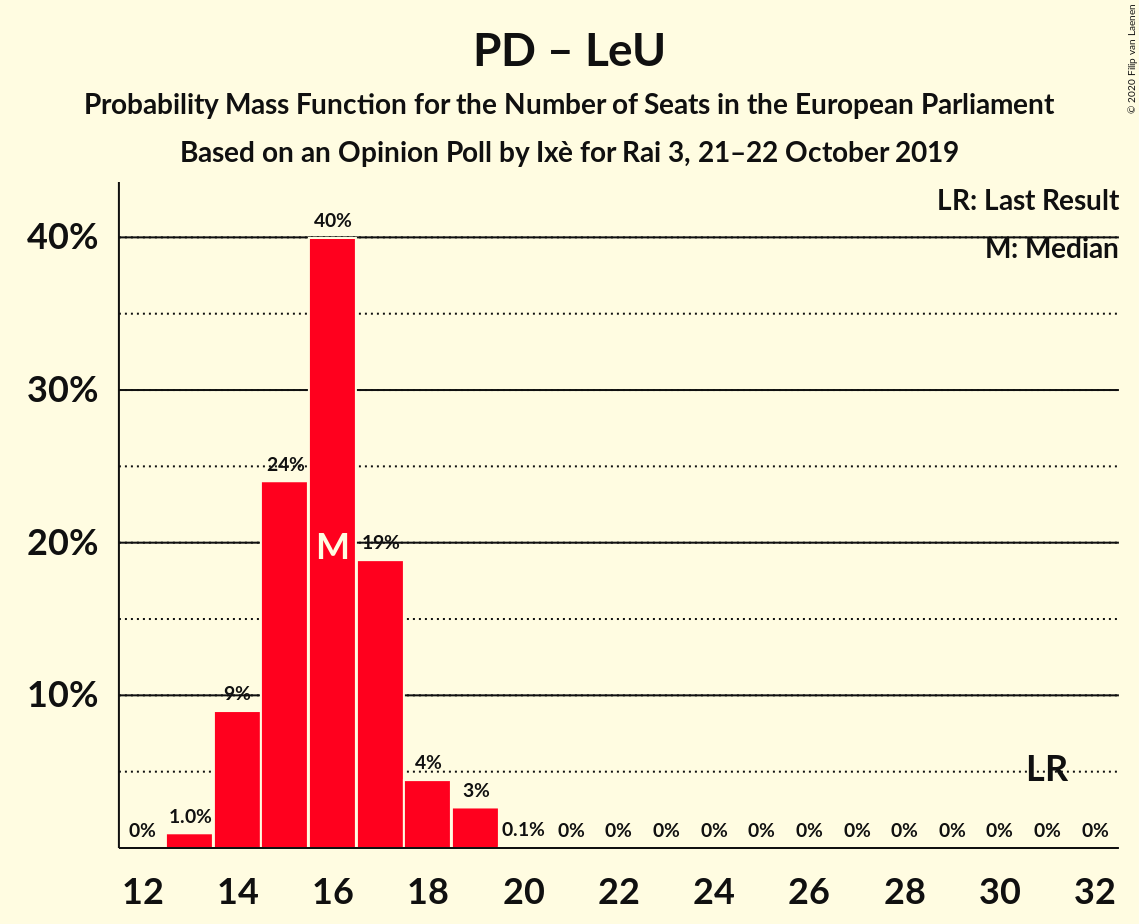 PD – LeU
Probability Mass Function for the Number of Seats in the European Parliament
Based on an Opinion Poll by Ixè for Rai 3, 21–22 October 2019
© 2020 Filip van Laenen
LR: Last Result
M: Median
40%
30%
20%
10%
0%
1.0%
9%
24%
40%
M
19%
4%
3%
0.1%
0%
0%
0%
0%
0%
0%
0%
0%
0%
0%
0%
0%
LR
12 14 16 18 20 22 24 26 28 30 32